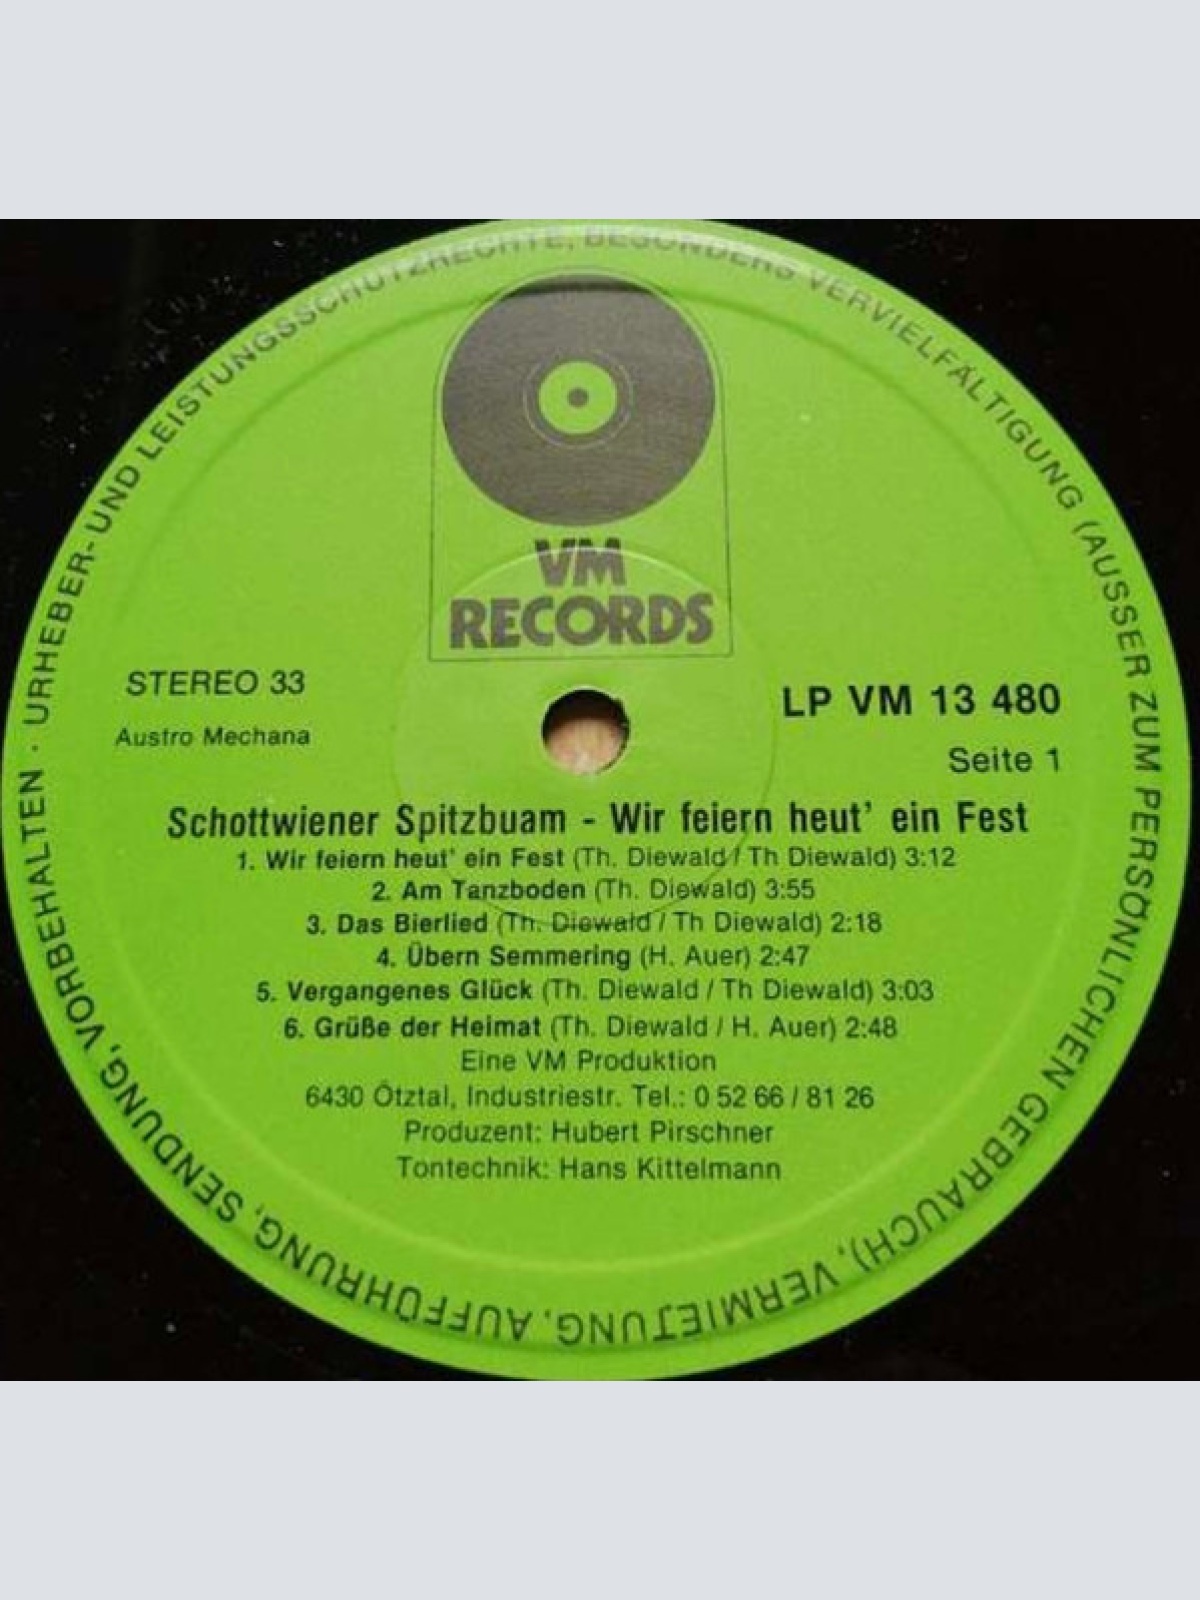 URHEBER- UND LEISTUNGSSCHUTZRECHTE, BESONDERS VERVIELFÄLTIGUNG (AUSSER ZUM PERSÖNLICHEN GEBRAUCH), VERMIETUNG, AUFFÜHRUNG, SENDUNG, VORBEHALTEN ·
VM
RECORDS
STEREO 33
LP VM 13 480
Austro Mechana
Seite 1
Schottwiener Spitzbuam - Wir feiern heut' ein Fest
1. Wir feiern heut' ein Fest (Th. Diewald / Th Diewald) 3:12
2. Am Tanzboden (Th. Diewald) 3:55
3. Das Bierlied (Th. Diewald / Th Diewald) 2:18
4. Übern Semmering (H. Auer) 2:47
5. Vergangenes Glück (Th. Diewald / Th Diewald) 3:03
6. Grüße der Heimat (Th. Diewald / H. Auer) 2:48
Eine VM Produktion
6430 Ötztal, Industriestr. Tel.: 0 52 66 / 81 26
Produzent: Hubert Pirschner
Tontechnik: Hans Kittelmann